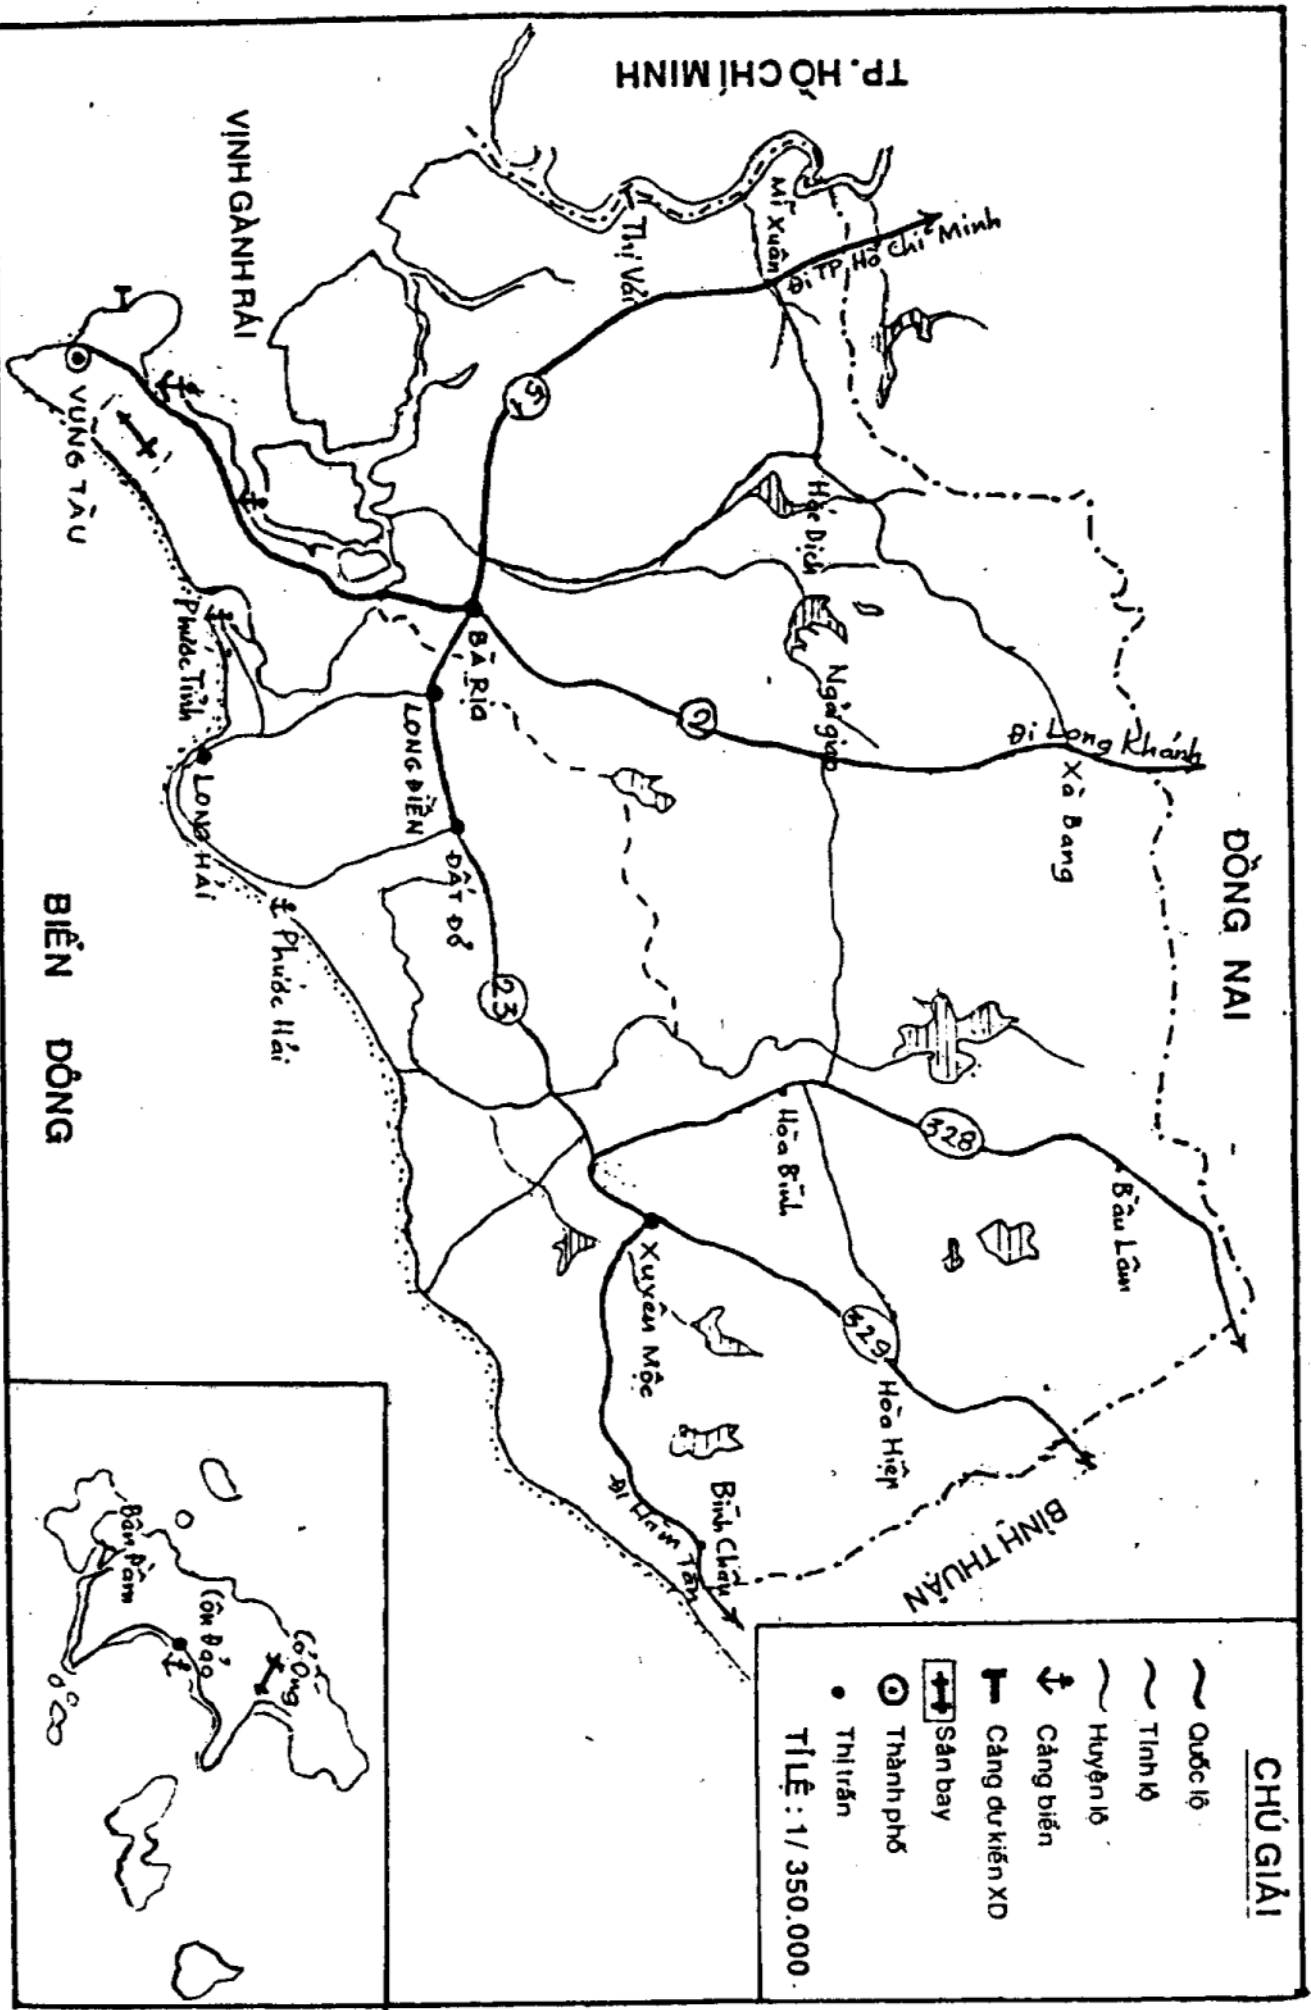 TP. HỒ CHÍ MINH
ĐỒNG NAI
BÌNH THUẬN
VỊNH GÀNH RÁI
BIỂN ĐÔNG
Đi TP Hồ Chí Minh
Mĩ Xuân
Thị Vải
51
Hắc Dịch
Ngãi giao
2
Đi Long Khánh
Xà Bang
VŨNG TÀU
BÀ RỊA
LONG ĐIỀN
ĐẤT ĐỎ
Phước Tỉnh
LONG HẢI
Phước Hải
23
328
Hòa Bình
Bầu Lâm
Xuyên Mộc
329
Hòa Hiệp
Bình Châu
Đi Hàm Tân
CHÚ GIẢI
Quốc lộ
Tỉnh lộ
Huyện lộ
Cảng biển
Cảng dự kiến XD
Sân bay
Thành phố
Thị trấn
TỈ LỆ : 1/ 350.000
Cỏ Ống
Côn Đảo
Bến Đầm